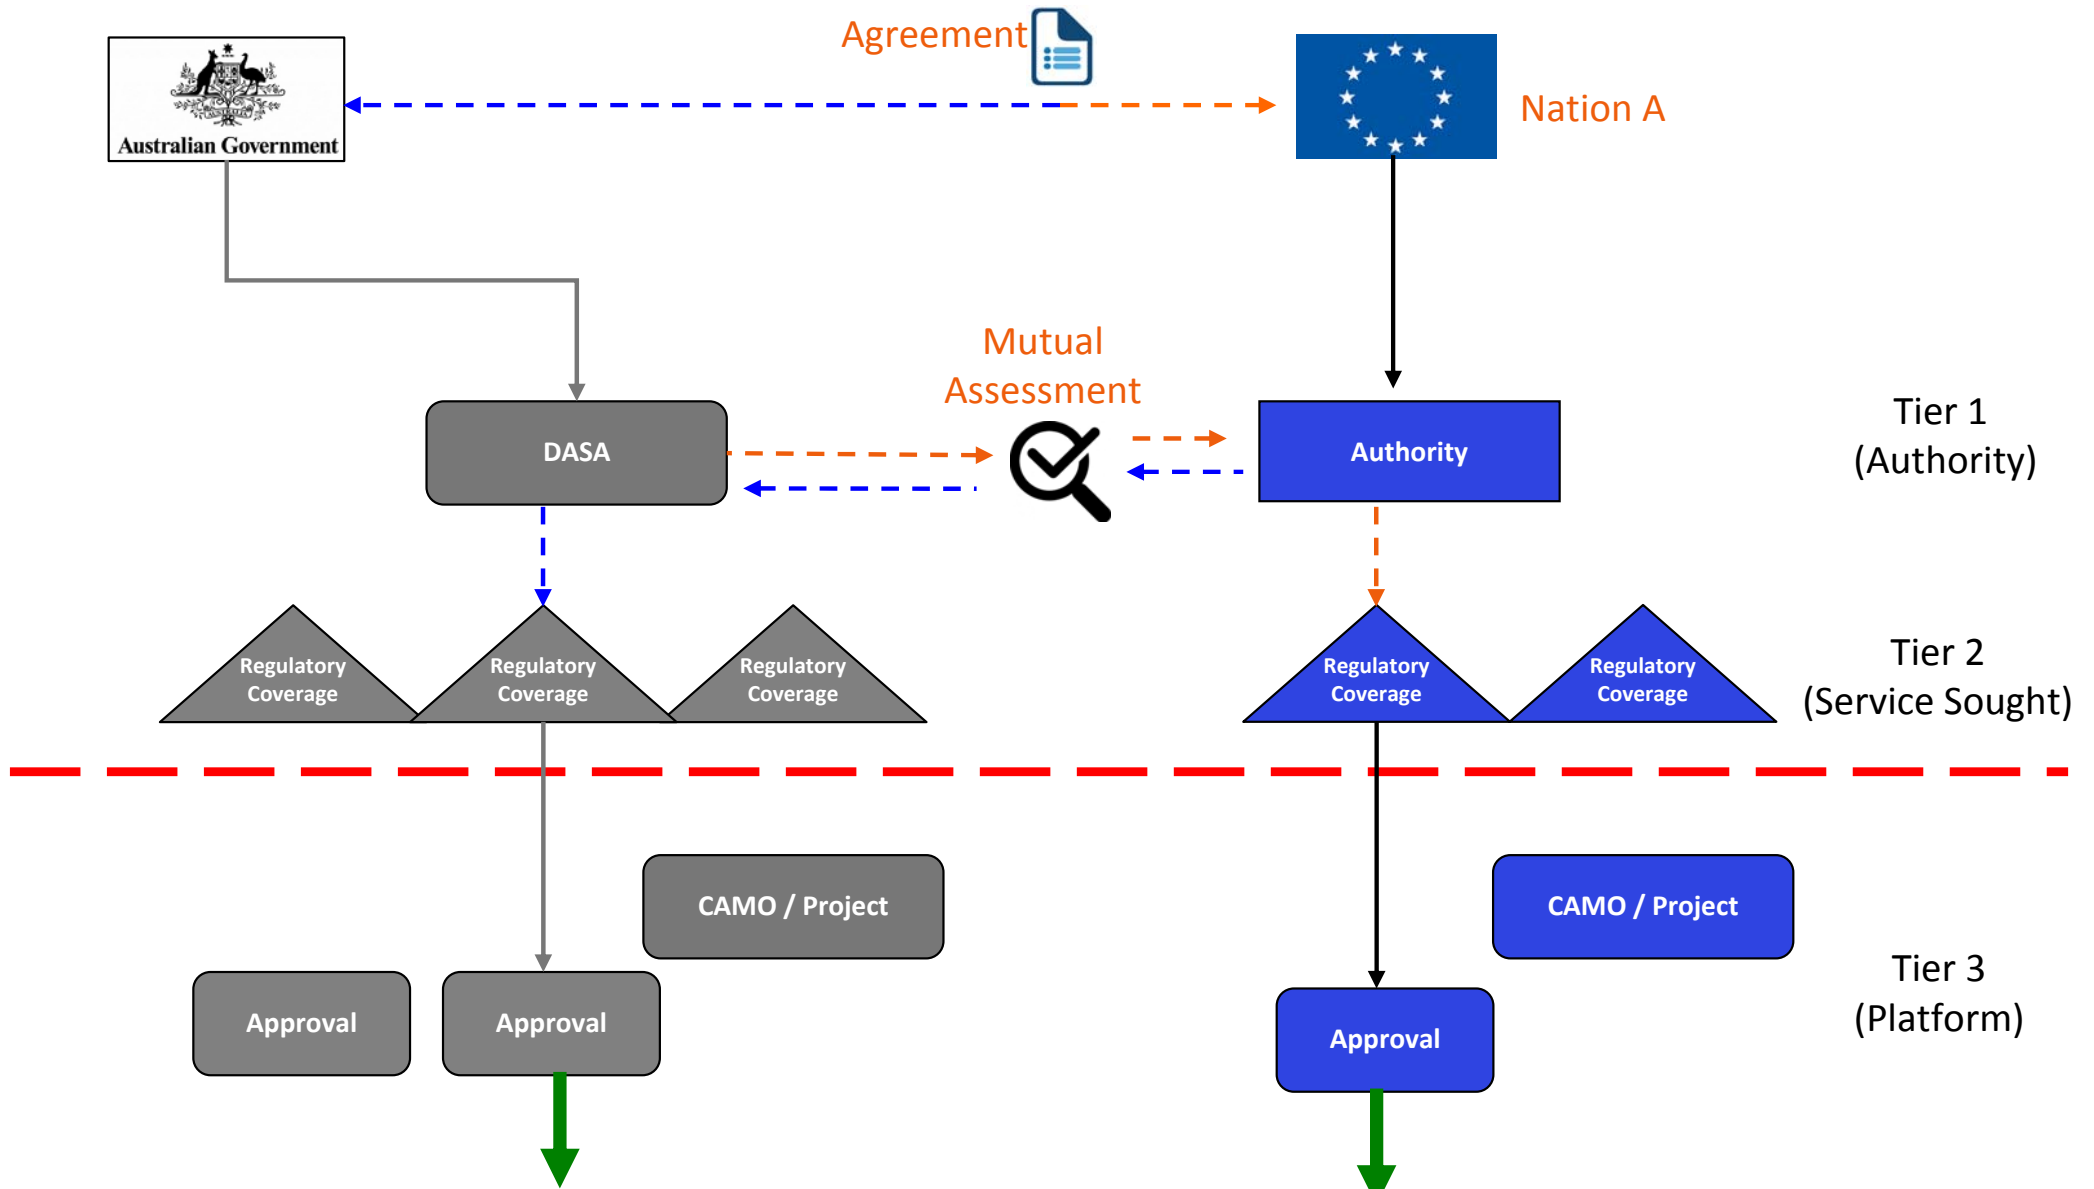 Agreement
Australian Government
Nation A
Mutual
Assessment
DASA
Authority
Tier 1
(Authority)
Regulatory
Coverage
Regulatory
Coverage
Regulatory
Coverage
Regulatory
Coverage
Regulatory
Coverage
Tier 2
(Service Sought)
CAMO / Project
CAMO / Project
Approval
Approval
Approval
Tier 3
(Platform)